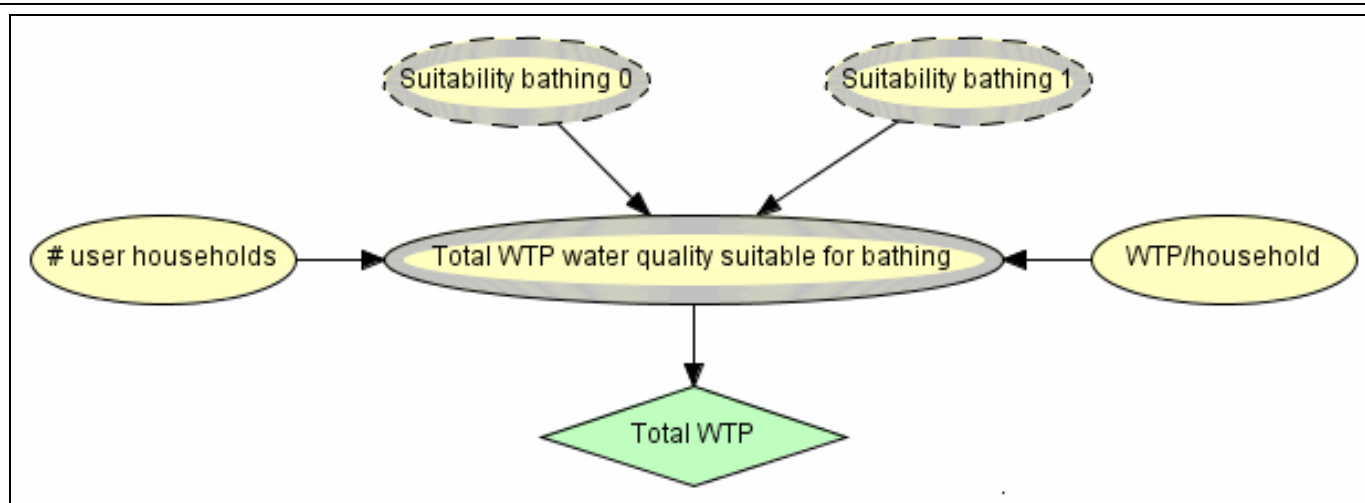 Suitability bathing 0
Suitability bathing 1
# user households
Total WTP water quality suitable for bathing
WTP/household
Total WTP